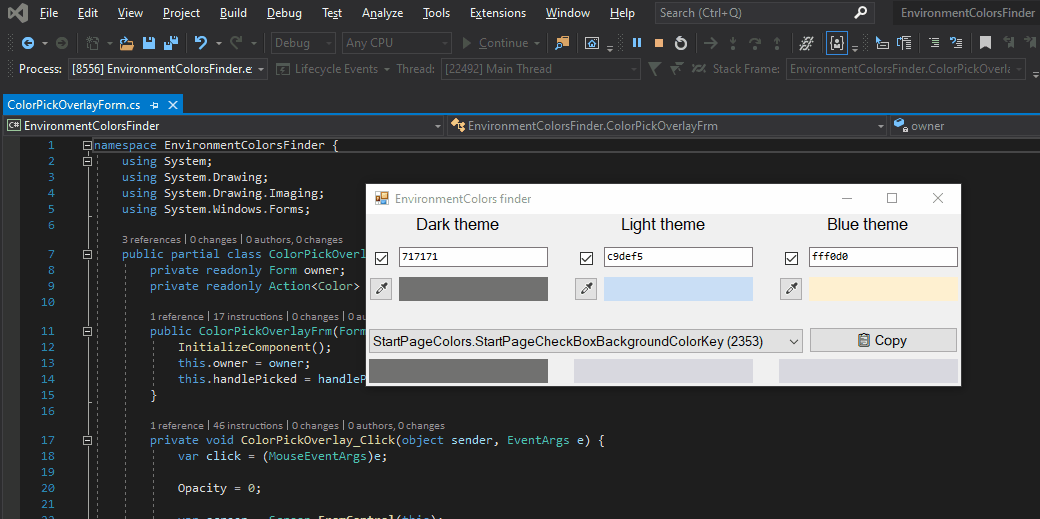 File Edit View Project Build Debug Test Analyze Tools Extensions Window Help Search (Ctrl+Q) EnvironmentColorsFinder
Debug Any CPU Continue
Process: [8556] EnvironmentColorsFinder.e Lifecycle Events Thread: [22492] Main Thread Stack Frame: EnvironmentColorsFinder.ColorPickOverla
ColorPickOverlayForm.cs
C# EnvironmentColorsFinder EnvironmentColorsFinder.ColorPickOverlayFrm owner
1 namespace EnvironmentColorsFinder {
2 using System;
3 using System.Drawing;
4 using System.Drawing.Imaging;
5 using System.Windows.Forms;
6
3 references | 0 changes | 0 authors, 0 changes
7 public partial class ColorPickOverl
8 private readonly Form owner;
9 private readonly Action<Color>
10
1 reference | 17 instructions | 0 changes | 0 au
11 public ColorPickOverlayFrm(Form
12 InitializeComponent();
13 this.owner = owner;
14 this.handlePicked = handleP
15 }
16
1 reference | 46 instructions | 0 changes | 0 authors, 0 changes
17 private void ColorPickOverlay_Click(object sender, EventArgs e) {
18 var click = (MouseEventArgs)e;
19
20 Opacity = 0;
21
EnvironmentColors finder
Dark theme Light theme Blue theme
717171 c9def5 fff0d0
StartPageColors.StartPageCheckBoxBackgroundColorKey (2353) Copy